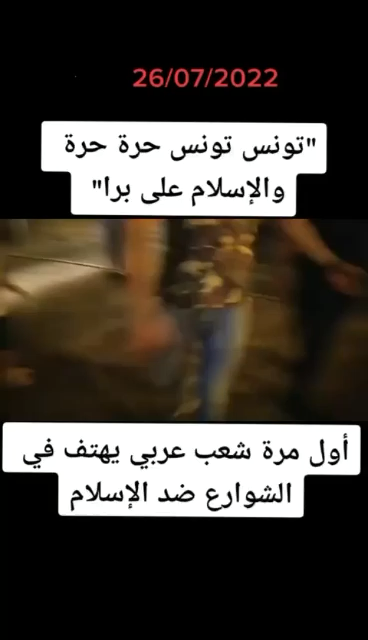 26/07/2022
"تونس تونس حرة حرة
والإسلام على برا"
أول مرة شعب عربي يهتف في
الشوارع ضد الإسلام